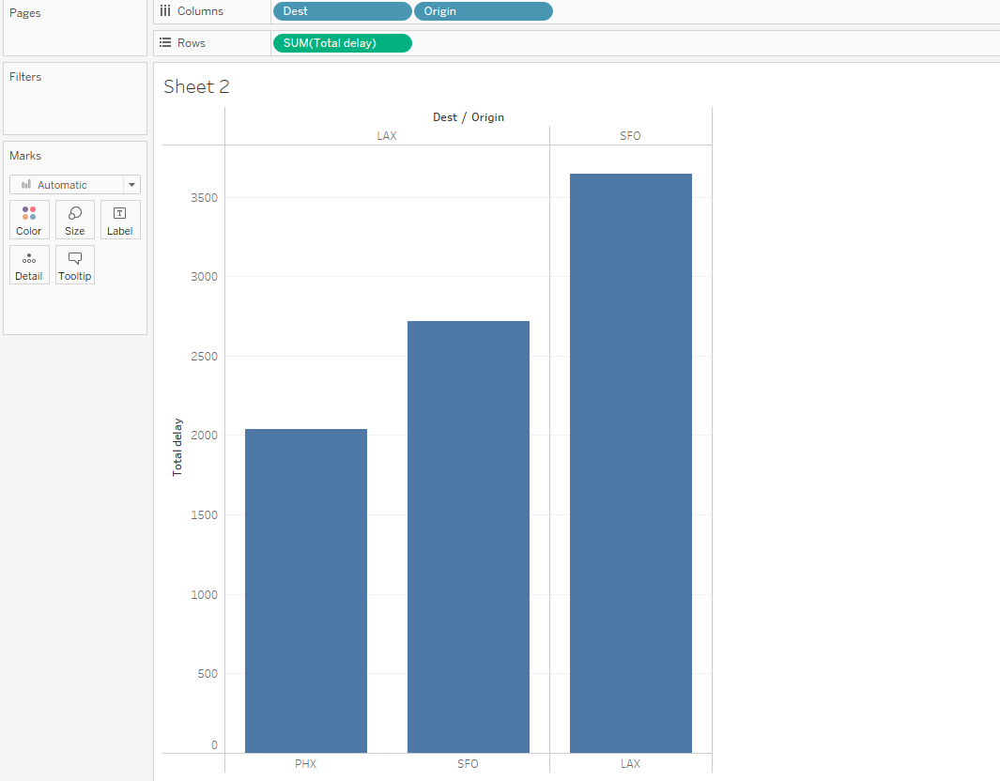 Pages
Columns
Dest
Origin
Rows
SUM(Total delay)
Filters
Marks
Automatic
Color
Size
Label
Detail
Tooltip
Sheet 2
Dest / Origin
LAX
SFO
Total delay
3500
3000
2500
2000
1500
1000
500
0
PHX
SFO
LAX